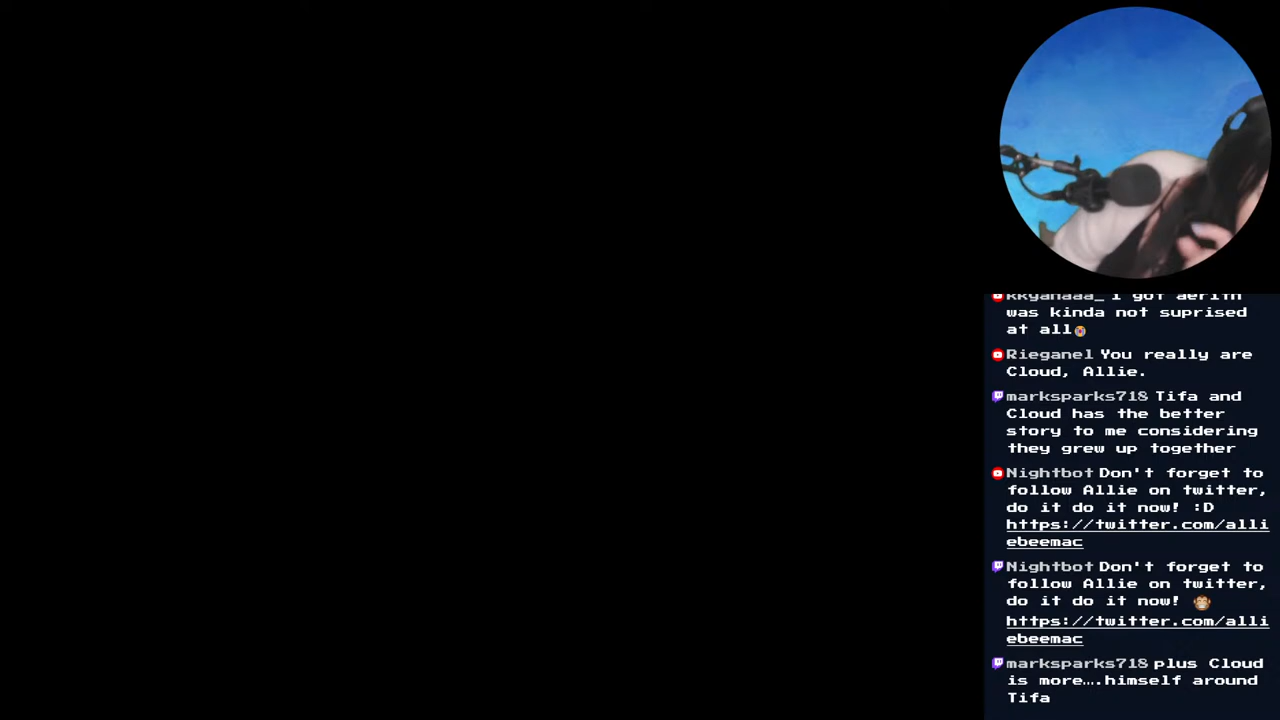 rkyanaaa_ i got aerith
was kinda not suprised
at all
Rieganel You really are
Cloud, Allie.
marksparks718 Tifa and
Cloud has the better
story to me considering
they grew up together
Nightbot Don't forget to
follow Allie on twitter,
do it do it now! :D
https://twitter.com/alli
ebeemac
Nightbot Don't forget to
follow Allie on twitter,
do it do it now!
https://twitter.com/alli
ebeemac
marksparks718 plus Cloud
is more....himself around
Tifa